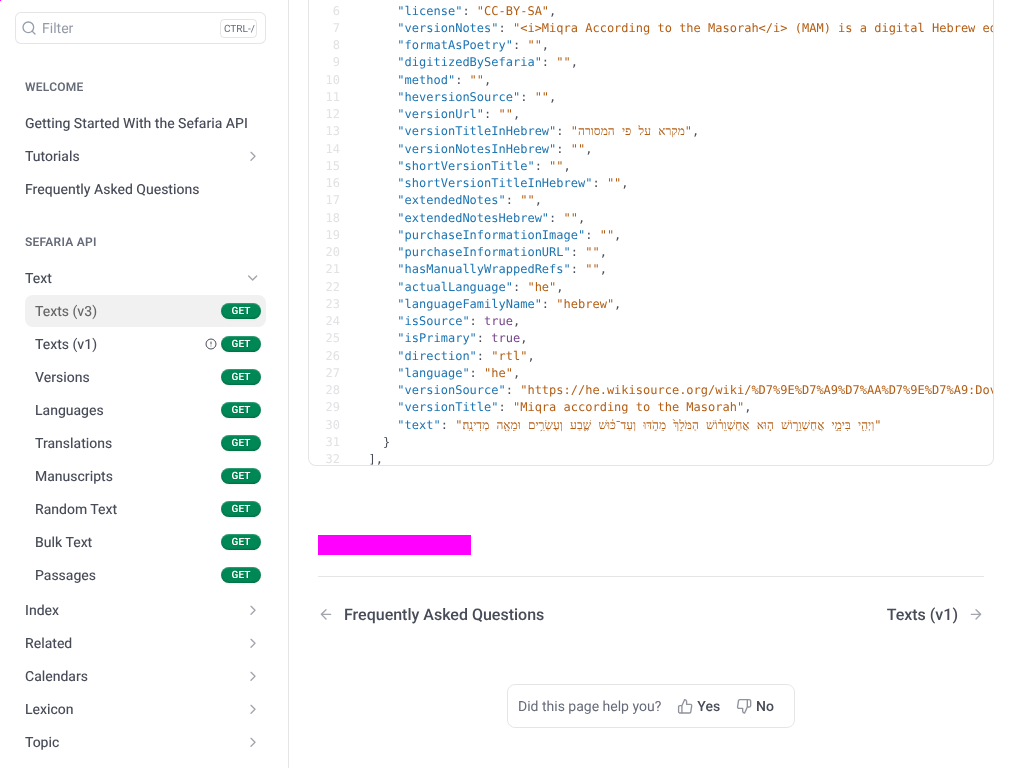 Filter
CTRL-/
WELCOME
Getting Started With the Sefaria API
Tutorials
Frequently Asked Questions
SEFARIA API
Text
Texts (v3) GET
Texts (v1) GET
Versions GET
Languages GET
Translations GET
Manuscripts GET
Random Text GET
Bulk Text GET
Passages GET
Index
Related
Calendars
Lexicon
Topic
6 "license": "CC-BY-SA",
7 "versionNotes": "<i>Miqra According to the Masorah</i> (MAM) is a digital Hebrew ed
8 "formatAsPoetry": "",
9 "digitizedBySefaria": "",
10 "method": "",
11 "heversionSource": "",
12 "versionUrl": "",
13 "versionTitleInHebrew": "מקרא על פי המסורה",
14 "versionNotesInHebrew": "",
15 "shortVersionTitle": "",
16 "shortVersionTitleInHebrew": "",
17 "extendedNotes": "",
18 "extendedNotesHebrew": "",
19 "purchaseInformationImage": "",
20 "purchaseInformationURL": "",
21 "hasManuallyWrappedRefs": "",
22 "actualLanguage": "he",
23 "languageFamilyName": "hebrew",
24 "isSource": true,
25 "isPrimary": true,
26 "direction": "rtl",
27 "language": "he",
28 "versionSource": "https://he.wikisource.org/wiki/%D7%9E%D7%A9%D7%AA%D7%9E%D7%A9:Dov
29 "versionTitle": "Miqra according to the Masorah",
30 "text": "וַיְהִ֖י בִּימֵ֣י אֲחַשְׁוֵר֑וֹשׁ ה֣וּא אֲחַשְׁוֵר֗וֹשׁ הַמֹּלֵךְ֙ מֵהֹ֣דּוּ וְעַד־כּ֔וּשׁ שֶׁ֛בַע וְעֶשְׂרִ֥ים וּמֵאָ֖ה מְדִינָֽה"
31 }
32 ],
Frequently Asked Questions
Texts (v1)
Did this page help you? Yes No